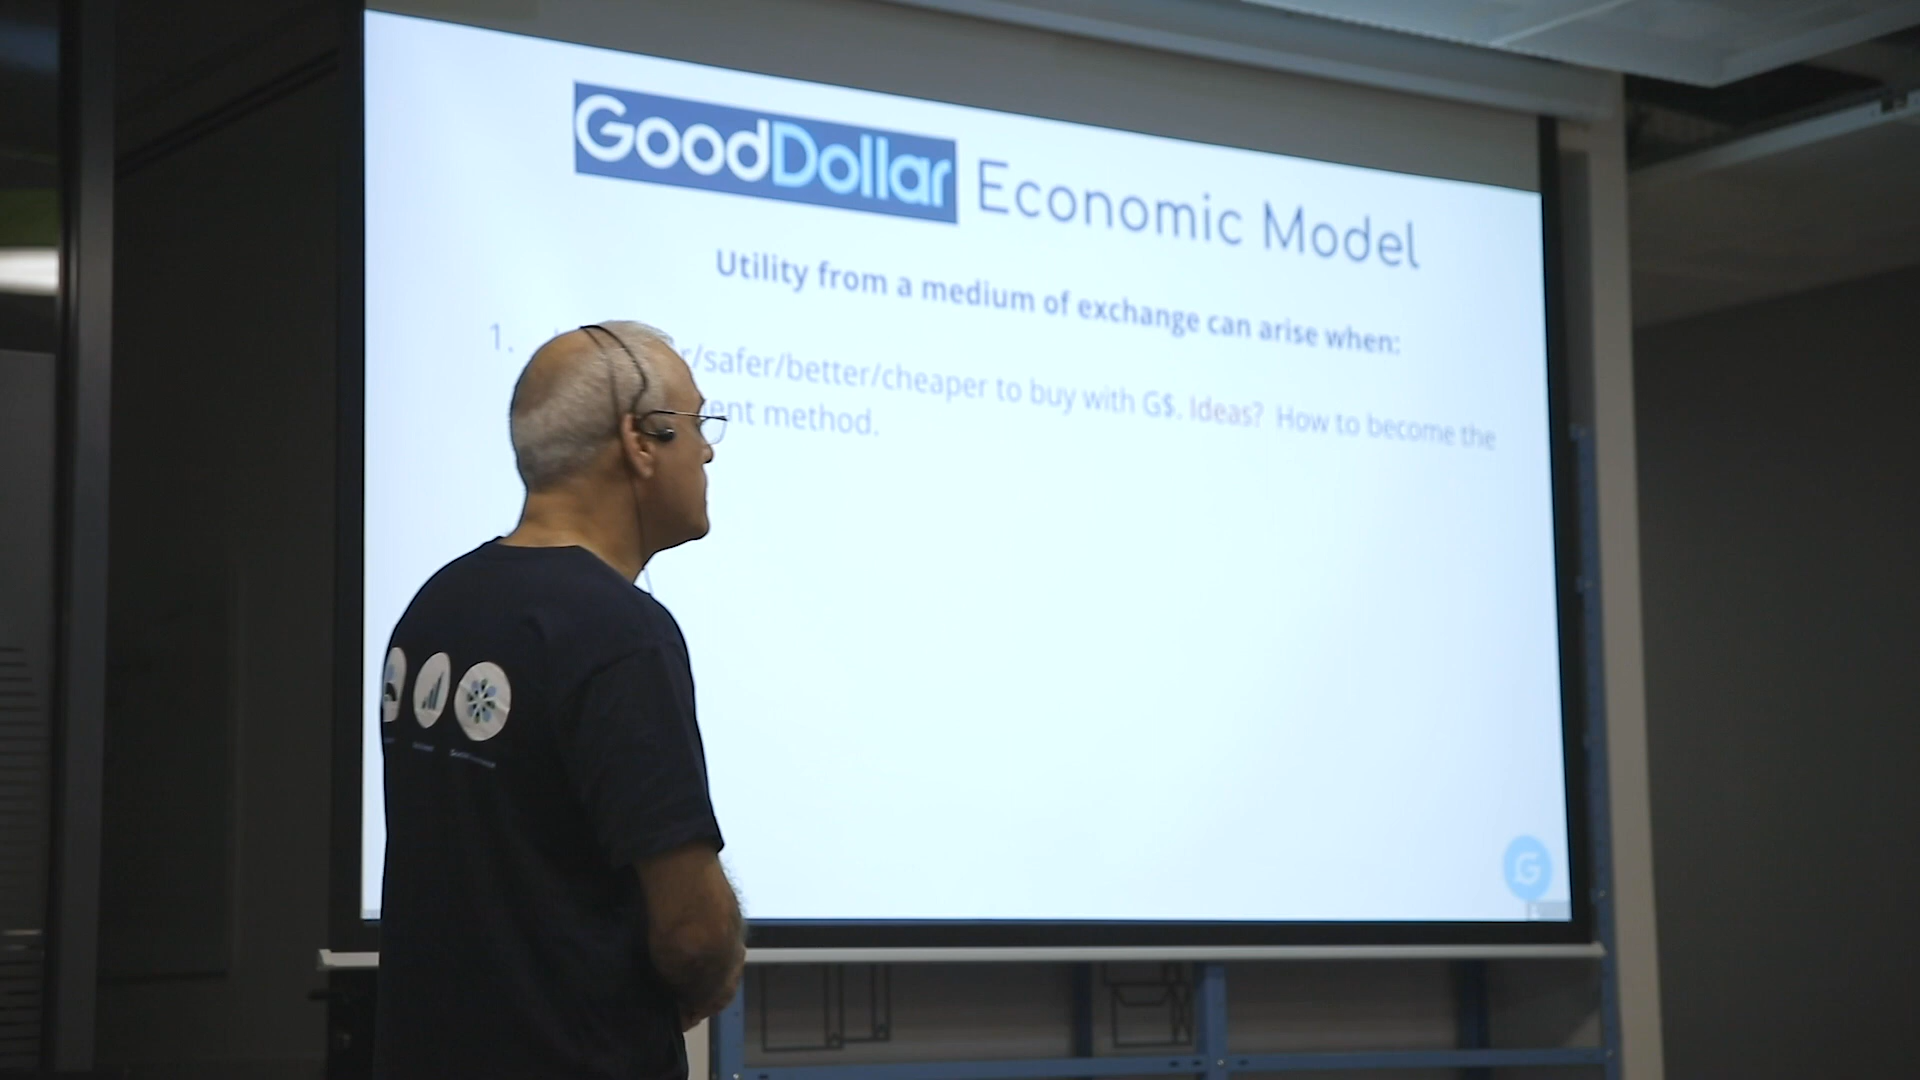 GoodDollar Economic Model
Utility from a medium of exchange can arise when:
1. /safer/better/cheaper to buy with G$. Ideas? How to become the
method.
G